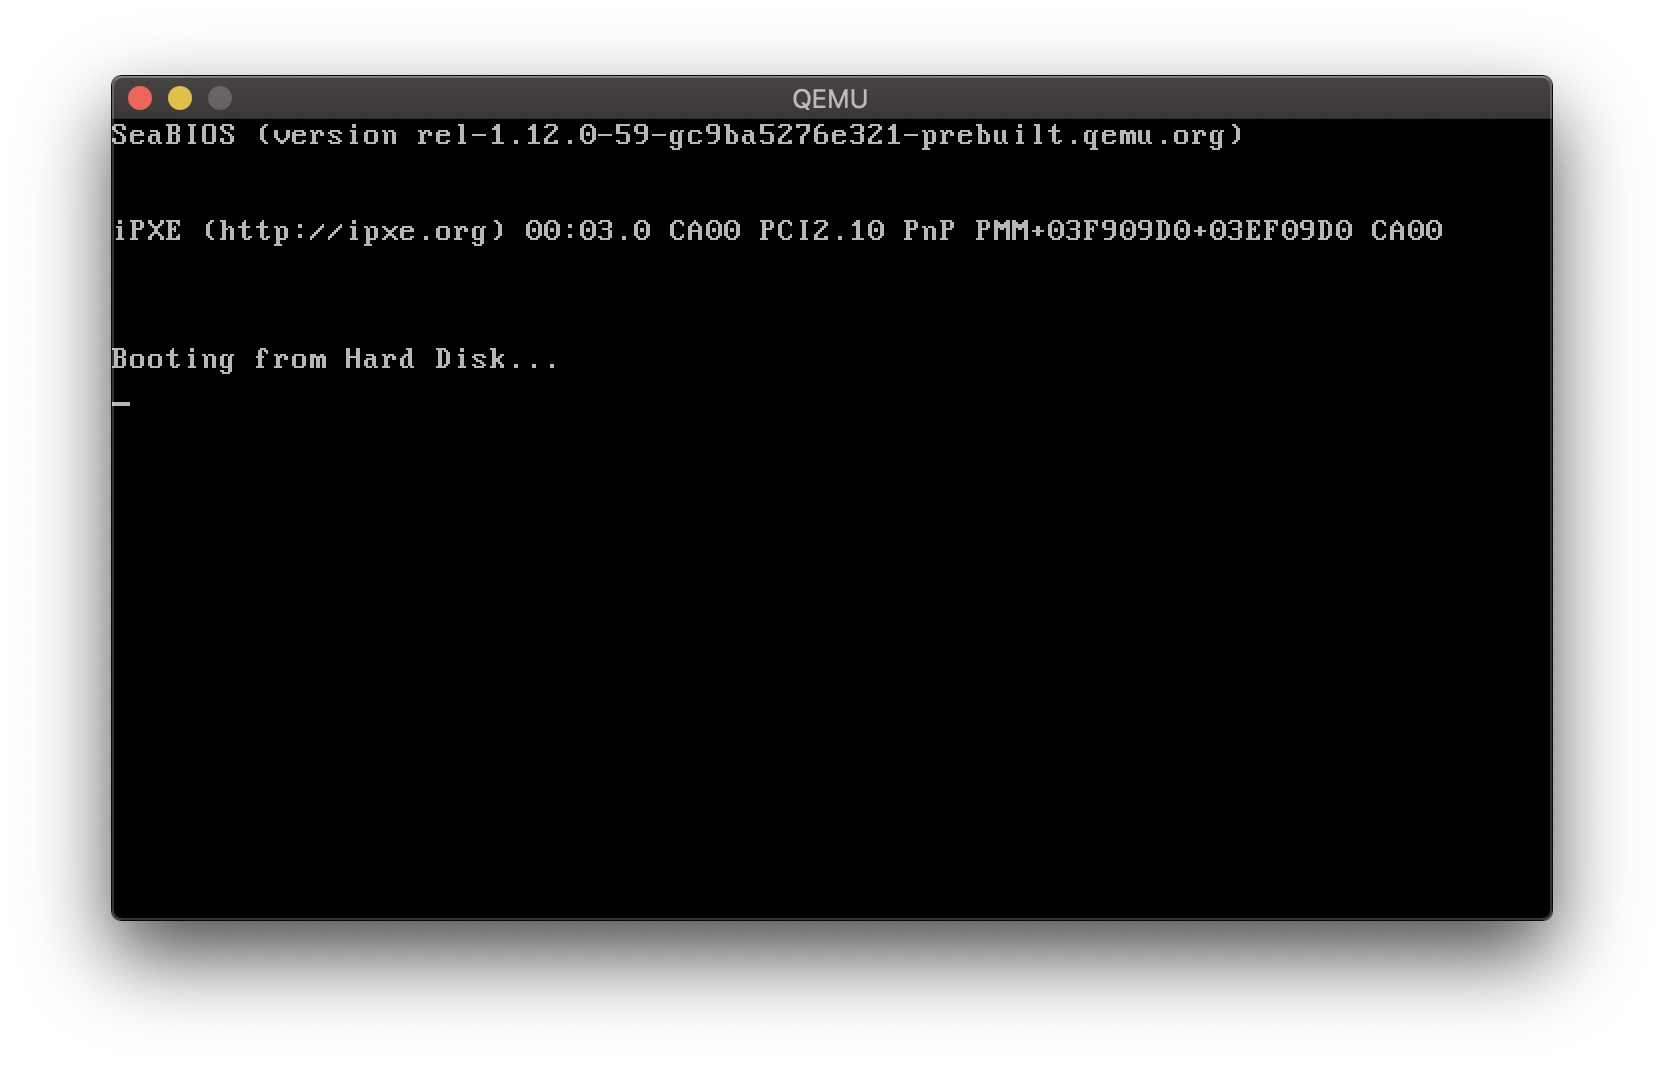 QEMU
SeaBIOS (version rel-1.12.0-59-gc9ba5276e321-prebuilt.qemu.org)
iPXE (http://ipxe.org) 00:03.0 CA00 PCI2.10 PnP PMM+03F909D0+03EF09D0 CA00
Booting from Hard Disk...
_